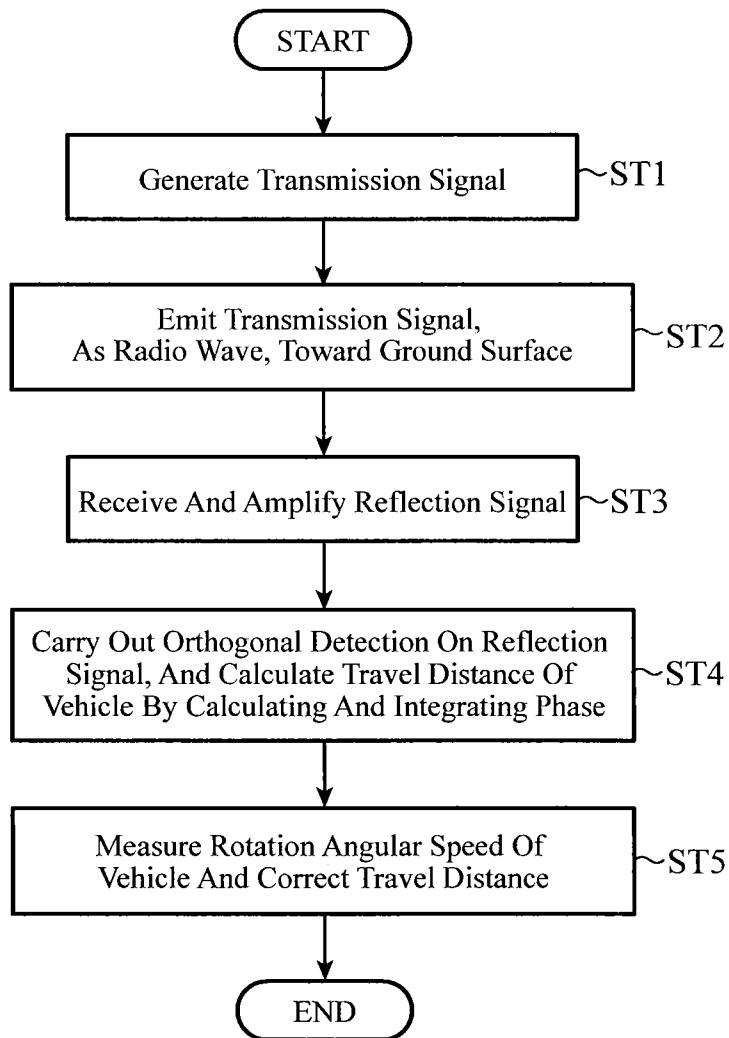 START
Generate Transmission Signal
~ST1
Emit Transmission Signal,
As Radio Wave, Toward Ground Surface
~ST2
Receive And Amplify Reflection Signal
~ST3
Carry Out Orthogonal Detection On Reflection
Signal, And Calculate Travel Distance Of
Vehicle By Calculating And Integrating Phase
~ST4
Measure Rotation Angular Speed Of
Vehicle And Correct Travel Distance
~ST5
END